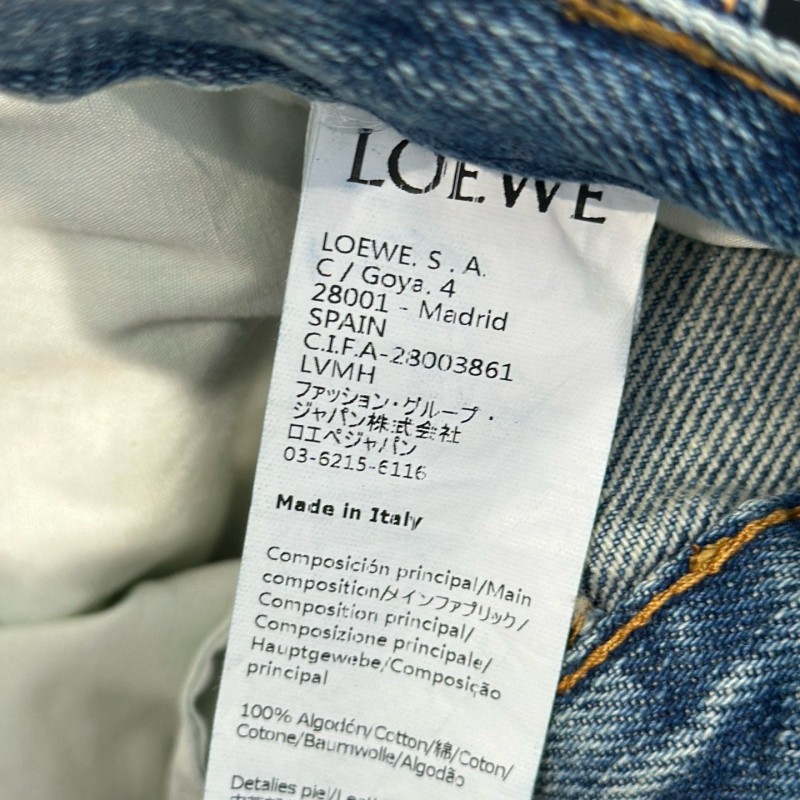 LOEWE
LOEWE. S . A.
C / Goya. 4
28001 - Madrid
SPAIN
C.I.F.A-28003861
LVMH
ファッション・グループ・
ジャパン株式会社
ロエベジャパン
03-6215-6116
Made in Italy
Composición principal/Main
composition/メインファブリック/
Composition principal/
Composizione principale/
Hauptgewebe/Composição
principal
100% Algodón/Cotton/綿/Coton/
Cotone/Baumwolle/Algodão
Detalles piel/